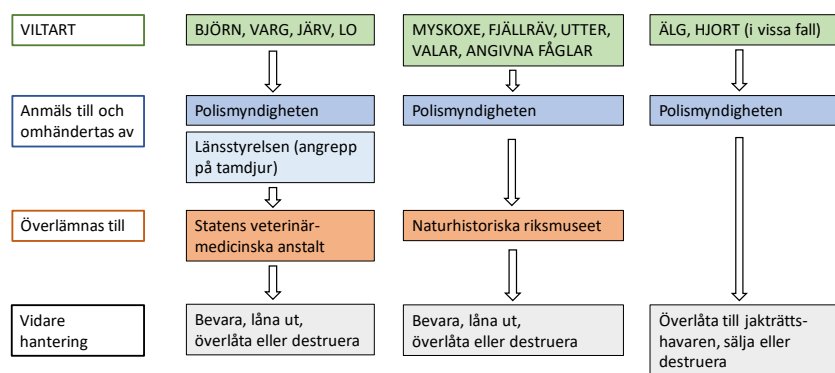 VILTART
BJÖRN, VARG, JÄRV, LO
MYSKOXE, FJÄLLRÄV, UTTER,
VALAR, ANGIVNA FÅGLAR
ÄLG, HJORT (i vissa fall)
Anmäls till och
omhändertas av
Polismyndigheten
Polismyndigheten
Polismyndigheten
Länsstyrelsen (angrepp
på tamdjur)
Överlämnas till
Statens veterinär-
medicinska anstalt
Naturhistoriska riksmuseet
Vidare
hantering
Bevara, låna ut,
överlåta eller destruera
Bevara, låna ut,
överlåta eller destruera
Överlåta till jakträtts-
havaren, sälja eller
destruera